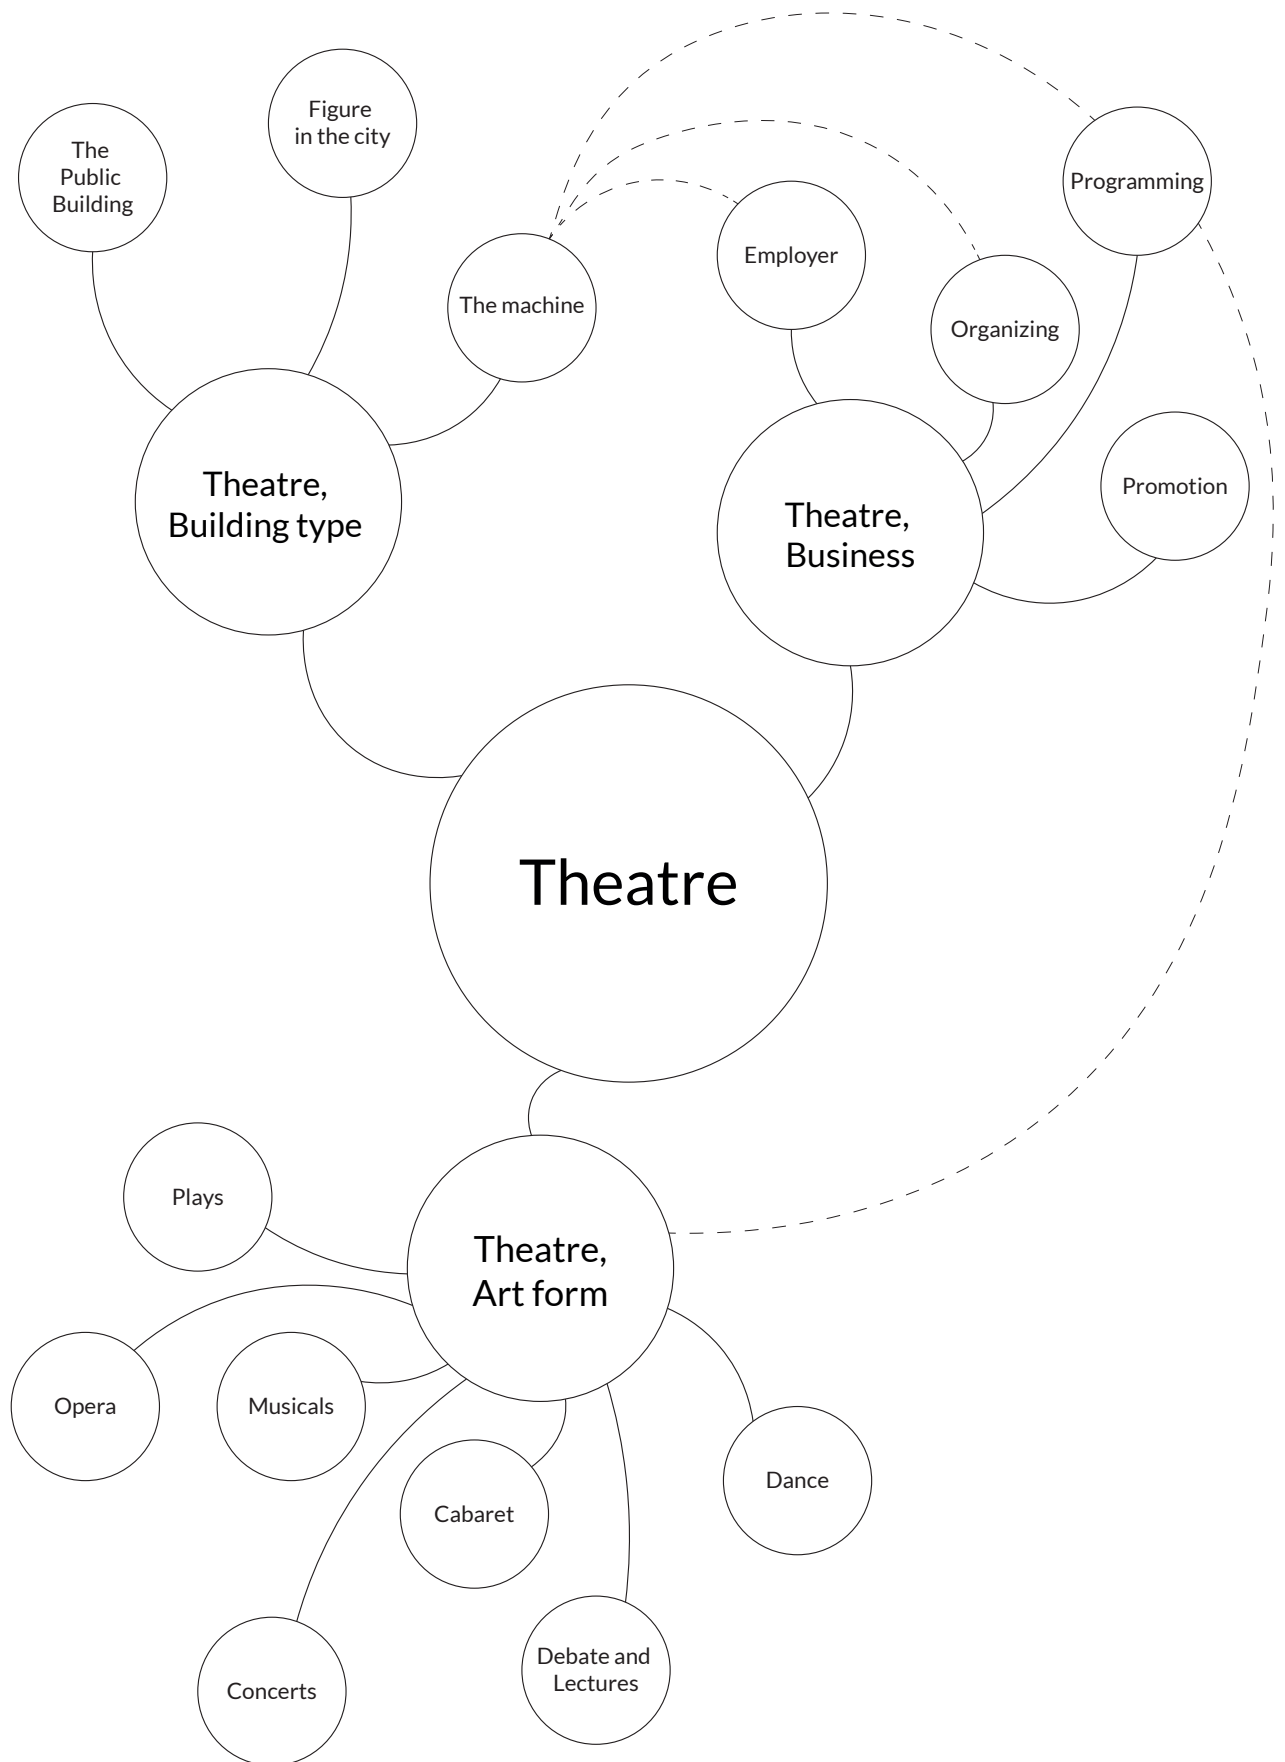 Figure
in the city
The
Public
Building
Programming
Employer
The machine
Organizing
Theatre,
Building type
Promotion
Theatre,
Business
Theatre
Plays
Theatre,
Art form
Opera
Musicals
Dance
Cabaret
Debate and
Lectures
Concerts